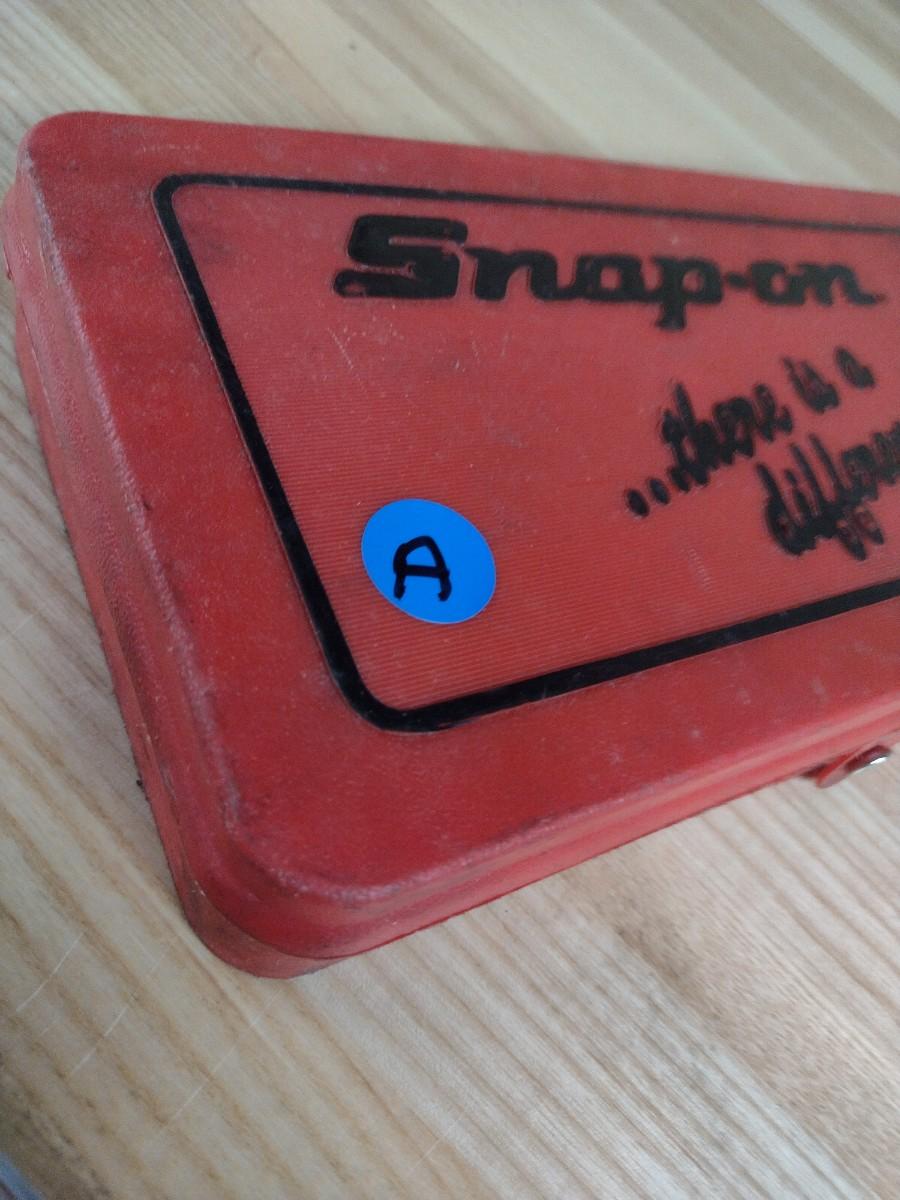 Snap-on
...there is a
A